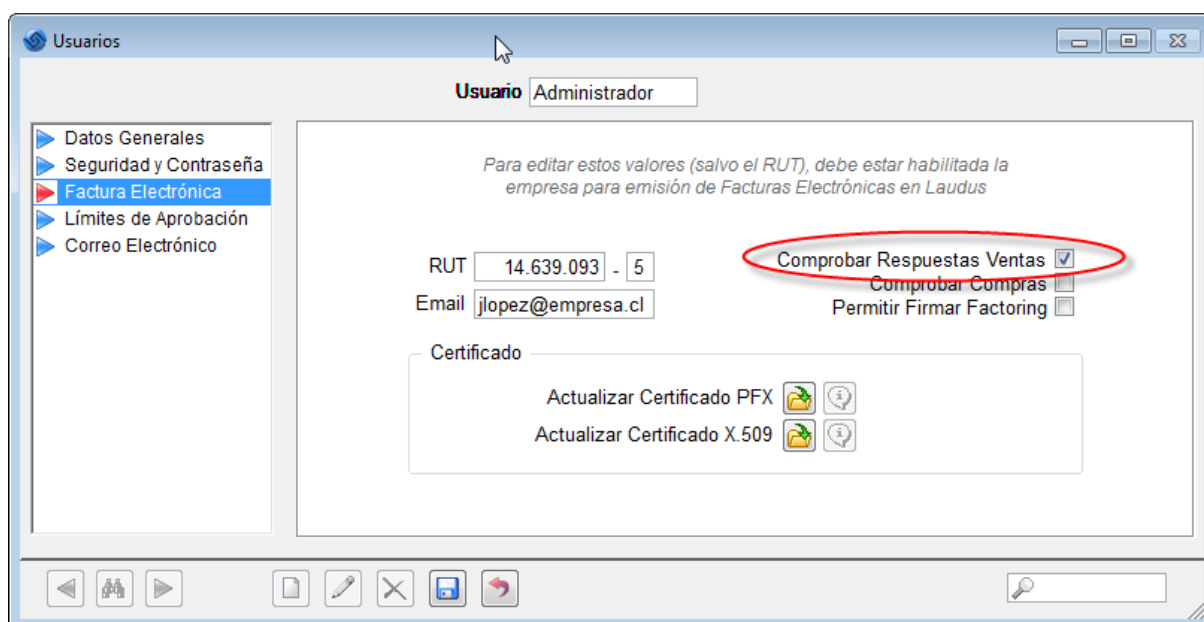 Usuarios
Usuario Administrador
Datos Generales
Seguridad y Contraseña
Factura Electrónica
Límites de Aprobación
Correo Electrónico
Para editar estos valores (salvo el RUT), debe estar habilitada la
empresa para emisión de Facturas Electrónicas en Laudus
RUT 14.639.093 - 5
Email jlopez@empresa.cl
Comprobar Respuestas Ventas
Comprobar Compras
Permitir Firmar Factoring
Certificado
Actualizar Certificado PFX
Actualizar Certificado X.509